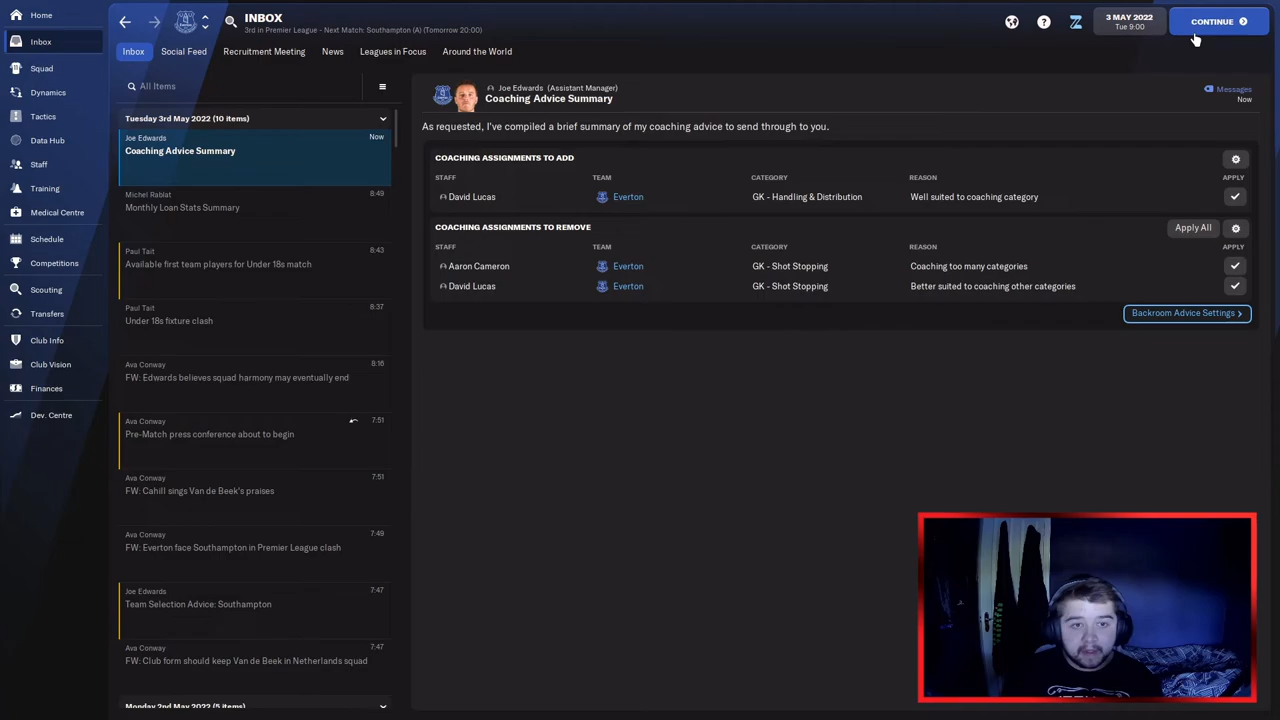 Home
INBOX
3rd in Premier League - Next Match: Southampton (A) (Tomorrow 20:00)
3 MAY 2022
Tue 9:00
CONTINUE
Inbox
Squad
Dynamics
Tactics
Data Hub
Staff
Training
Medical Centre
Schedule
Competitions
Scouting
Transfers
Club Info
Club Vision
Finances
Dev. Centre
Inbox Social Feed Recruitment Meeting News Leagues in Focus Around the World
All Items
Tuesday 3rd May 2022 (10 items)
Joe Edwards Now
Coaching Advice Summary
Michel Rablat 8:49
Monthly Loan Stats Summary
Paul Tait 8:43
Available first team players for Under 18s match
Paul Tait 8:37
Under 18s fixture clash
Ava Conway 8:16
FW: Edwards believes squad harmony may eventually end
Ava Conway 7:51
Pre-Match press conference about to begin
Ava Conway 7:51
FW: Cahill sings Van de Beek's praises
Ava Conway 7:49
FW: Everton face Southampton in Premier League clash
Joe Edwards 7:47
Team Selection Advice: Southampton
Ava Conway 7:47
FW: Club form should keep Van de Beek in Netherlands squad
Monday 2nd May 2022 (5 items)
Joe Edwards (Assistant Manager)
Coaching Advice Summary
Messages
Now
As requested, I've compiled a brief summary of my coaching advice to send through to you.
COACHING ASSIGNMENTS TO ADD
STAFF TEAM CATEGORY REASON APPLY
David Lucas Everton GK - Handling & Distribution Well suited to coaching category
COACHING ASSIGNMENTS TO REMOVE Apply All
STAFF TEAM CATEGORY REASON APPLY
Aaron Cameron Everton GK - Shot Stopping Coaching too many categories
David Lucas Everton GK - Shot Stopping Better suited to coaching other categories
Backroom Advice Settings